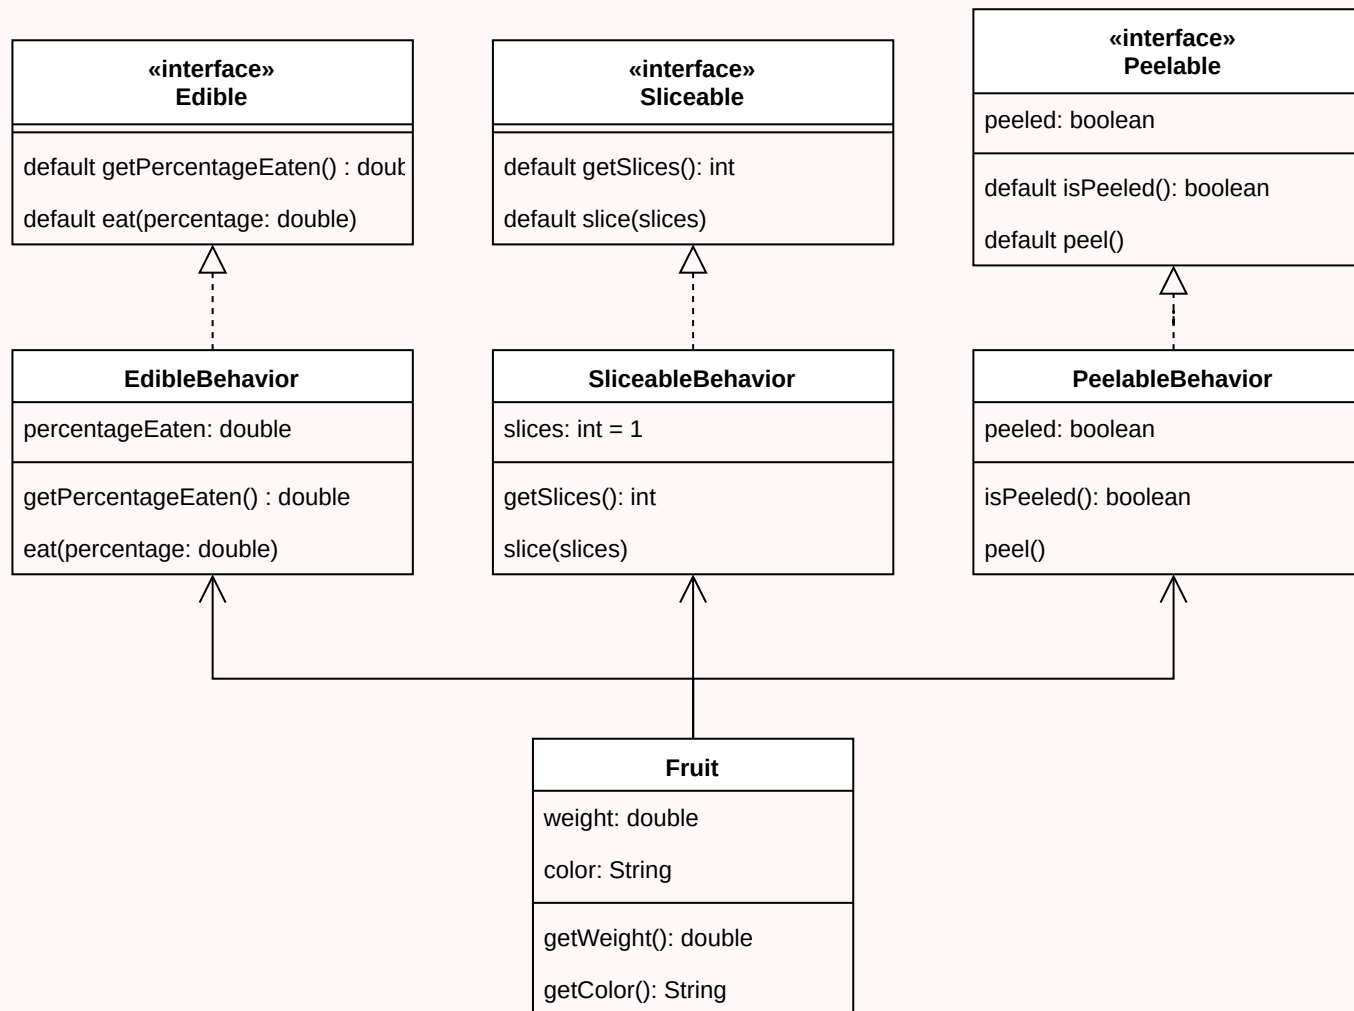 «interface»
Edible
default getPercentageEaten() : doub
default eat(percentage: double)
«interface»
Sliceable
default getSlices(): int
default slice(slices)
«interface»
Peelable
peeled: boolean
default isPeeled(): boolean
default peel()
EdibleBehavior
percentageEaten: double
getPercentageEaten() : double
eat(percentage: double)
SliceableBehavior
slices: int = 1
getSlices(): int
slice(slices)
PeelableBehavior
peeled: boolean
isPeeled(): boolean
peel()
Fruit
weight: double
color: String
getWeight(): double
getColor(): String